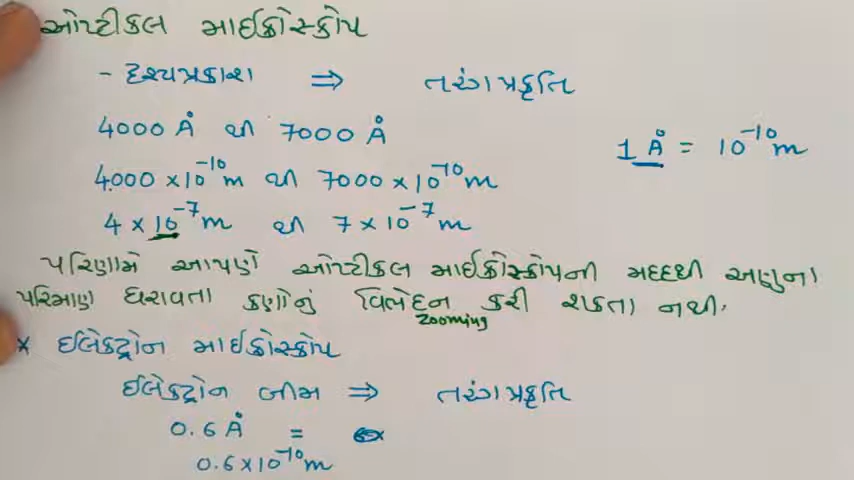 ઓપ્ટીકલ માઈક્રોસ્કોપ
- દ્રશ્યપ્રકાશ ⇒ તરંગપ્રકૃતિ
4000 Å થી 7000 Å
1 Å = 10⁻¹⁰ m
4000 × 10⁻¹⁰ m થી 7000 × 10⁻¹⁰ m
4 × 10⁻⁷ m થી 7 × 10⁻⁷ m
પરિણામે આપણે ઓપ્ટીકલ માઈક્રોસ્કોપની મદદથી અણુના
પરિમાણ ધરાવતા કણોનું વિભેદન કરી શકતા નથી.
Zooming
* ઈલેક્ટ્રોન માઈક્રોસ્કોપ
ઈલેક્ટ્રોન બીમ ⇒ તરંગપ્રકૃતિ
0.6 Å =
0.6 × 10⁻¹⁰ m